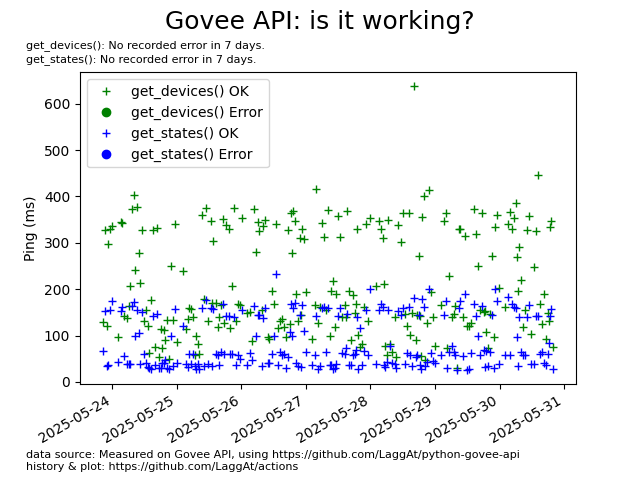 Govee API: is it working?
get_devices(): No recorded error in 7 days.
get_states(): No recorded error in 7 days.
get_devices() OK
get_devices() Error
get_states() OK
get_states() Error
Ping (ms)
600
500
400
300
200
100
0
2025-05-24
2025-05-25
2025-05-26
2025-05-27
2025-05-28
2025-05-29
2025-05-30
2025-05-31
data source: Measured on Govee API, using https://github.com/LaggAt/python-govee-api
history & plot: https://github.com/LaggAt/actions